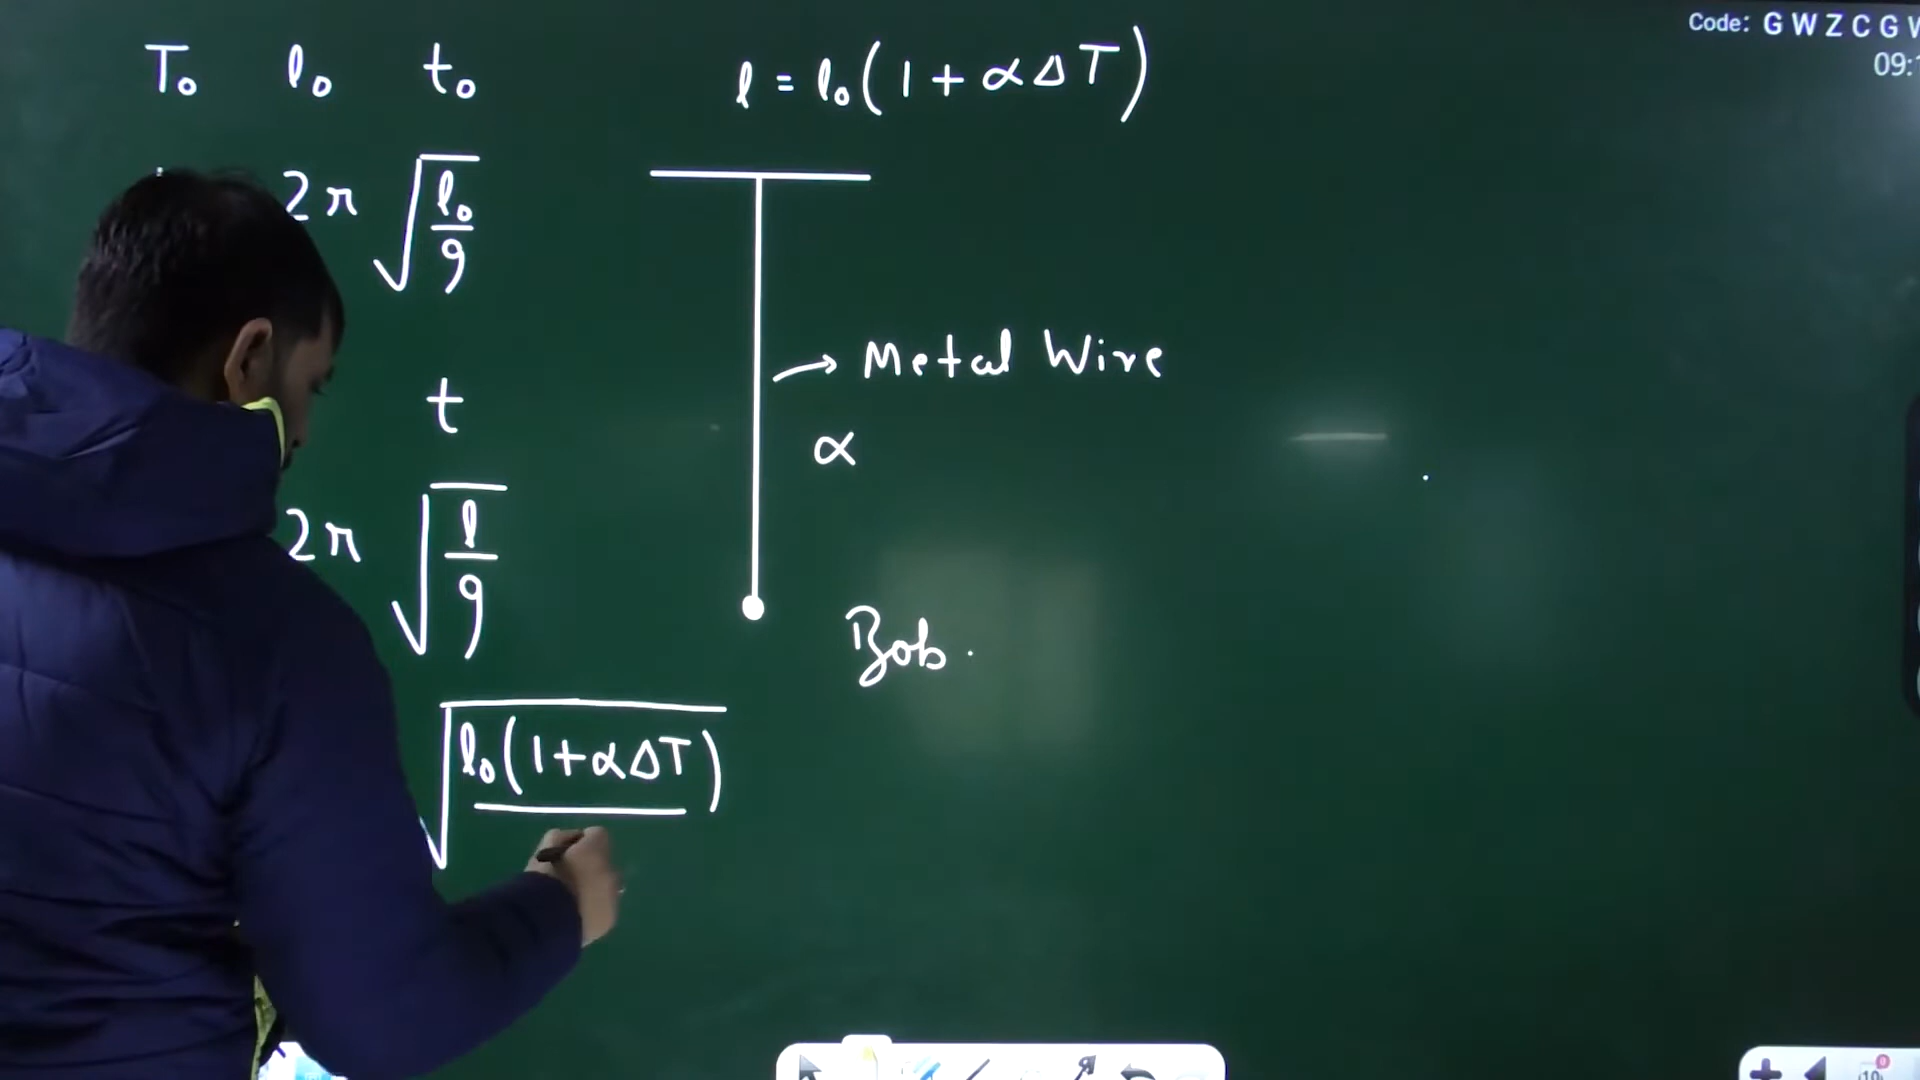 Code: G W Z C G
09:
T₀ l₀ t₀
l = l₀(1 + αΔT)
2π √(l₀/g)
Metal Wire
t
α
2π √(l/g)
Bob.
√(l₀(1+αΔT)